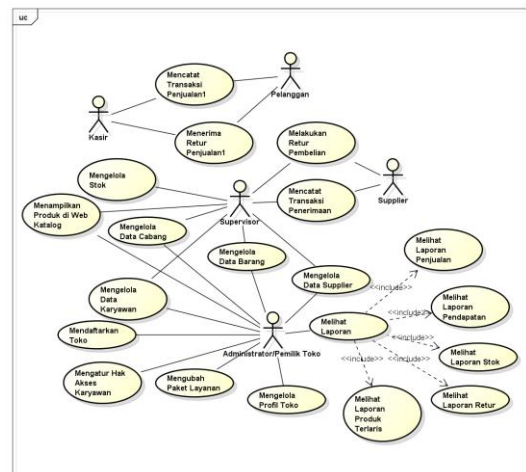 uc
Mencatat
Transaksi
Penjualan1
Pelanggan
Kasir
Menerima
Retur
Penjualan1
Melakukan
Retur
Pembelian
Mengelola
Stok
Mencatat
Transaksi
Penerimaan
Supplier
Menampilkan
Produk di Web
Katalog
Supervisor
Mengelola
Data Cabang
Mengelola
Data Barang
Melihat
Laporan
Penjualan
Mengelola
Data Supplier
<<include>>
Mengelola
Data
Karyawan
Melihat
Laporan
Pendapatan
Mendaftarkan
Toko
Administrator/Pemilik Toko
Melihat
Laporan
<<include>>
<<include>>
<<include>>
<<include>>
Melihat
Laporan Stok
Mengatur Hak
Akses
Karyawan
Mengubah
Paket Layanan
Mengelola
Profil Toko
Melihat
Laporan
Produk
Terlaris
Melihat
Laporan Retur